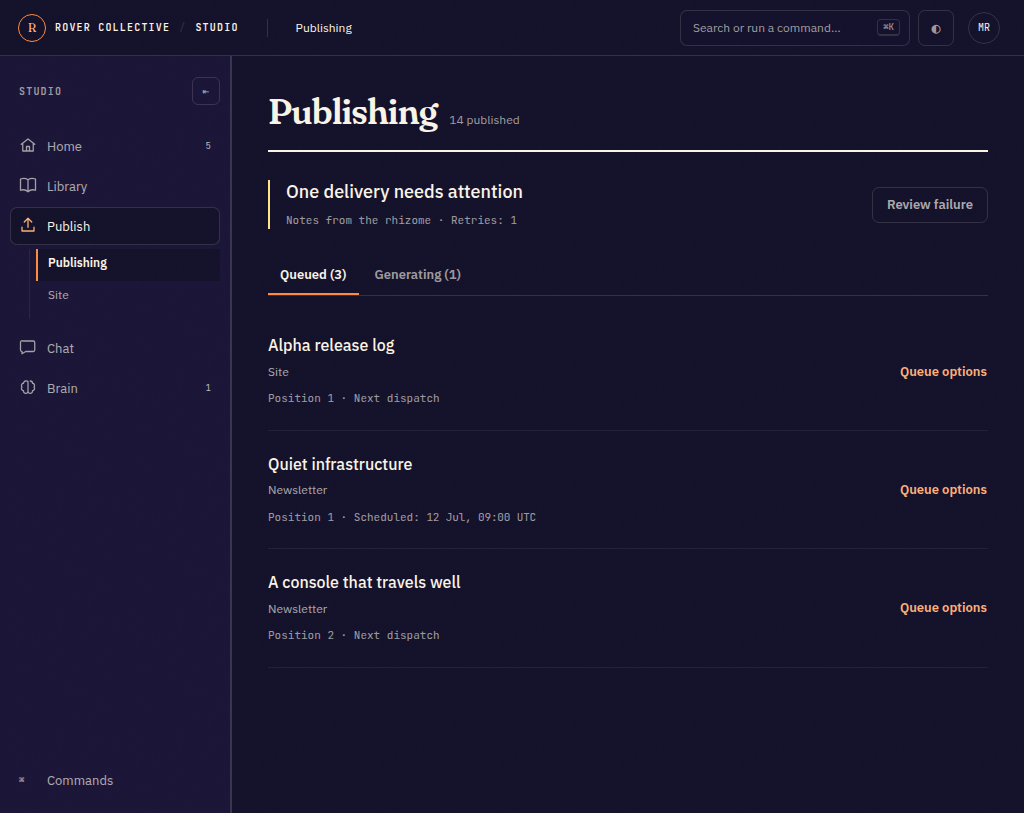 R ROVER COLLECTIVE / STUDIO
Publishing
Search or run a command... ⌘K
MR
STUDIO
Home 5
Library
Publish
Publishing
Site
Chat
Brain 1
⌘ Commands
Publishing 14 published
One delivery needs attention
Notes from the rhizome · Retries: 1
Review failure
Queued (3) Generating (1)
Alpha release log
Site
Position 1 · Next dispatch
Queue options
Quiet infrastructure
Newsletter
Position 1 · Scheduled: 12 Jul, 09:00 UTC
Queue options
A console that travels well
Newsletter
Position 2 · Next dispatch
Queue options